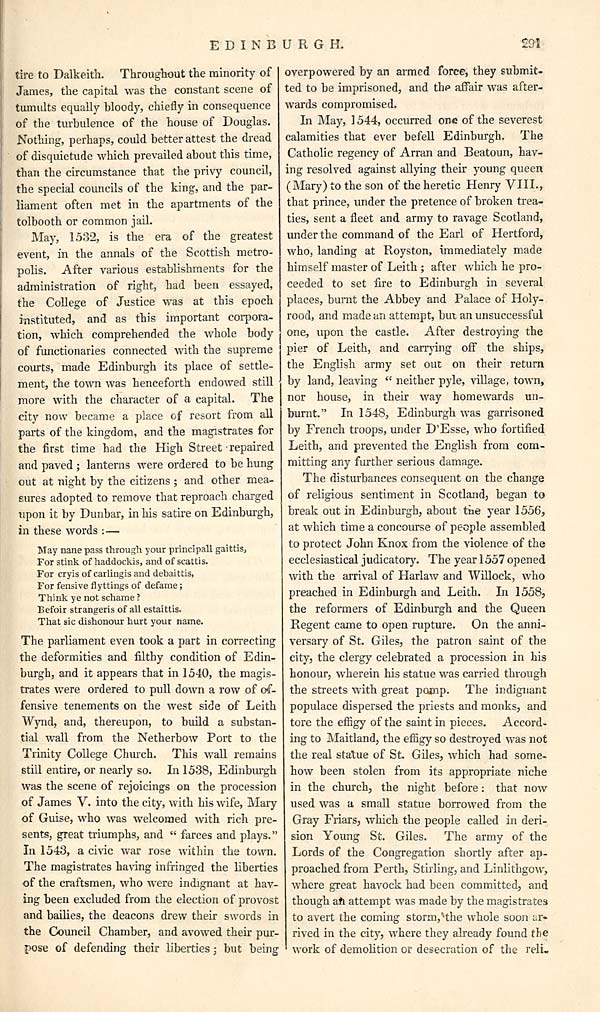 EDINBURGH.
291
tire to Dalkeith. Throughout the minority of
James, the capital was the constant scene of
tumults equally bloody, chiefly in consequence
of the turbulence of the house of Douglas.
Nothing, perhaps, could better attest the dread
of disquietude which prevailed about this time,
than the circumstance that the privy council,
the special councils of the king, and the par-
liament often met in the apartments of the
tolbooth or common jail.
May, 1532, is the era of the greatest
event, in the annals of the Scottish metro-
polis. After various establishments for the
administration of right, had been essayed,
the College of Justice was at this epoch
instituted, and as this important corpora-
tion, which comprehended the whole body
of functionaries connected with the supreme
courts, made Edinburgh its place of settle-
ment, the town was henceforth endowed still
more with the character of a capital. The
city now became a place of resort from all
parts of the kingdom, and the magistrates for
the first time had the High Street repaired
and paved; lanterns were ordered to be hung
out at night by the citizens; and other mea-
sures adopted to remove that reproach charged
upon it by Dunbar, in his satire on Edinburgh,
in these words:—
May nane pass through your principall gaittis,
For stink of haddockis, and of scattis.
For cryis of carlingis and debaittis,
For fensive flyttings of defame;
Think ye not schame?
Befoir strangeris of all estaittis.
That sic dishonour hurt your name.
The parliament even took a part in correcting
the deformities and filthy condition of Edin-
burgh, and it appears that in 1540, the magis-
trates were ordered to pull down a row of of-
fensive tenements on the west side of Leith
Wynd, and, thereupon, to build a substan-
tial wall from the Netherbow Port to the
Trinity College Church. This wall remains
still entire, or nearly so. In 1538, Edinburgh
was the scene of rejoicings on the procession
of James V. into the city, with his wife, Mary
of Guise, who was welcomed with rich pre-
sents, great triumphs, and " farces and plays."
In 1543, a civic war rose within the town.
The magistrates having infringed the liberties
of the craftsmen, who were indignant at hav-
ing been excluded from the election of provost
and bailies, the deacons drew their swords in
the Council Chamber, and avowed their pur-
pose of defending their liberties; but being
overpowered by an armed force, they submit-
ted to be imprisoned, and the affair was after-
wards compromised.
In May, 1544, occurred one of the severest
calamities that ever befell Edinburgh. The
Catholic regency of Arran and Beatoun, hav-
ing resolved against allying their young queen
(Mary) to the son of the heretic Henry VIII.,
that prince, under the pretence of broken trea-
ties, sent a fleet and army to ravage Scotland,
under the command of the Earl of Hertford,
who, landing at Royston, immediately made
himself master of Leith; after which he pro-
ceeded to set fire to Edinburgh in several
places, burnt the Abbey and Palace of Holy-
rood, and made an attempt, but an unsuccessful
one, upon the castle. After destroying the
pier of Leith, and carrying off the ships,
the English army set out on their return
by land, leaving " neither pyle, village, town,
nor house, in their way homewards un-
burnt." In 1548, Edinburgh was garrisoned
by French troops, under D'Esse, who fortified
Leith, and prevented the English from com-
mitting any further serious damage.
The disturbances consequent on the change
of religious sentiment in Scotland, began to
break out in Edinburgh, about the year 1556,
at which time a concourse of people assembled
to protect John Knox from the violence of the
ecclesiastical judicatory. The year 1557 opened
with the arrival of Harlaw and Willock, who
preached in Edinburgh and Leith. In 1558,
the reformers of Edinburgh and the Queen
Regent came to open rupture. On the anni-
versary of St. Giles, the patron saint of the
city, the clergy celebrated a procession in his
honour, wherein his statue was carried through
the streets with great pomp. The indignant
populace dispersed the priests and monks, and
tore the effigy of the saint in pieces. Accord-
ing to Maitland, the effigy so destroyed was not
the real statue of St. Giles, which had some-
how been stolen from its appropriate niche
in the church, the night before: that now
used was a small statue borrowed from the
Gray Friars, which the people called in deri-
sion Young St. Giles. The army of the
Lords of the Congregation shortly after ap-
proached from Perth, Stirling, and Linlithgow,
where great havock had been committed, and
though an attempt was made by the magistrates
to avert the coming storm, the whole soon ar-
rived in the city, where they already found the
work of demolition or desecration of the reli-